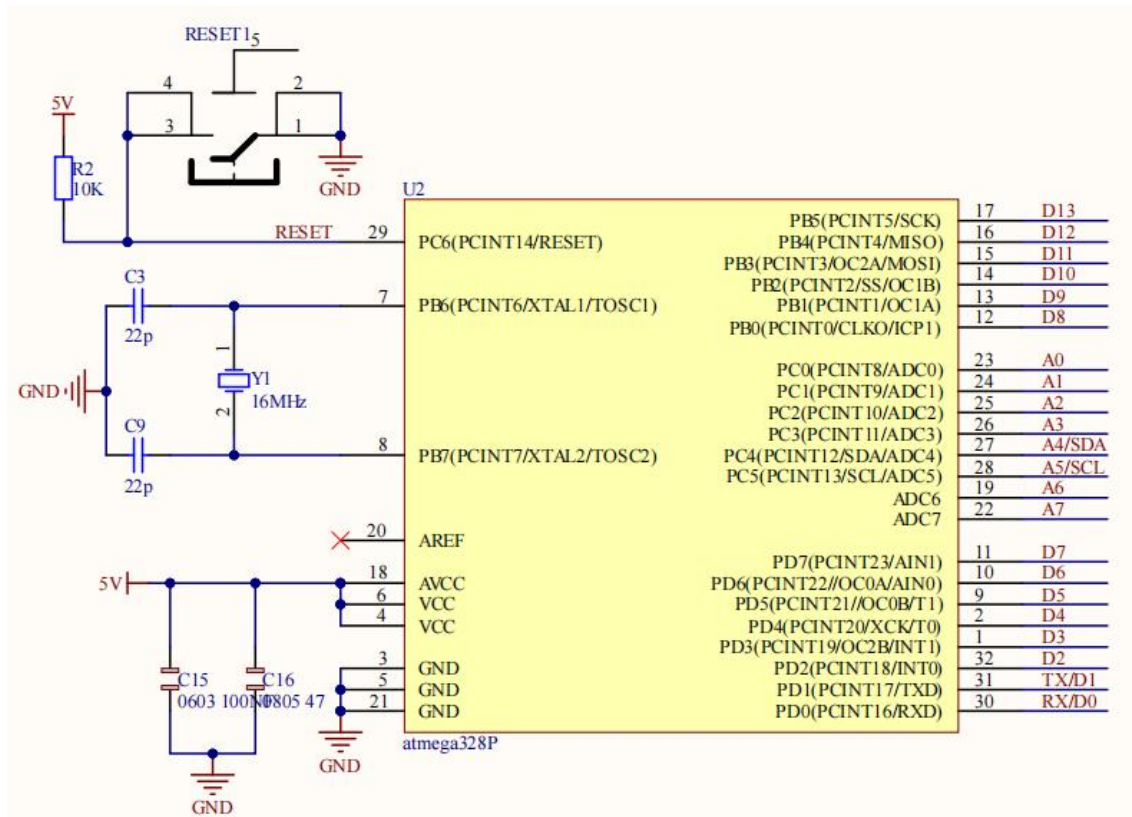 RESET1
5
4
2
3
1
5V
R2
10K
GND
RESET
29
U2
PC6(PCINT14/RESET)
C3
22p
7
PB6(PCINT6/XTAL1/TOSC1)
1
Y1
16MHz
2
GND
C9
22p
8
PB7(PCINT7/XTAL2/TOSC2)
20
AREF
5V
18
AVCC
6
VCC
4
VCC
3
GND
5
GND
21
GND
C15
0603 100NF
C16
0805 47
GND
GND
atmega328P
PB5(PCINT5/SCK) 17 D13
PB4(PCINT4/MISO) 16 D12
PB3(PCINT3/OC2A/MOSI) 15 D11
PB2(PCINT2/SS/OC1B) 14 D10
PB1(PCINT1/OC1A) 13 D9
PB0(PCINT0/CLKO/ICP1) 12 D8
PC0(PCINT8/ADC0) 23 A0
PC1(PCINT9/ADC1) 24 A1
PC2(PCINT10/ADC2) 25 A2
PC3(PCINT11/ADC3) 26 A3
PC4(PCINT12/SDA/ADC4) 27 A4/SDA
PC5(PCINT13/SCL/ADC5) 28 A5/SCL
ADC6 19 A6
ADC7 22 A7
PD7(PCINT23/AIN1) 11 D7
PD6(PCINT22//OC0A/AIN0) 10 D6
PD5(PCINT21//OC0B/T1) 9 D5
PD4(PCINT20/XCK/T0) 2 D4
PD3(PCINT19/OC2B/INT1) 1 D3
PD2(PCINT18/INT0) 32 D2
PD1(PCINT17/TXD) 31 TX/D1
PD0(PCINT16/RXD) 30 RX/D0